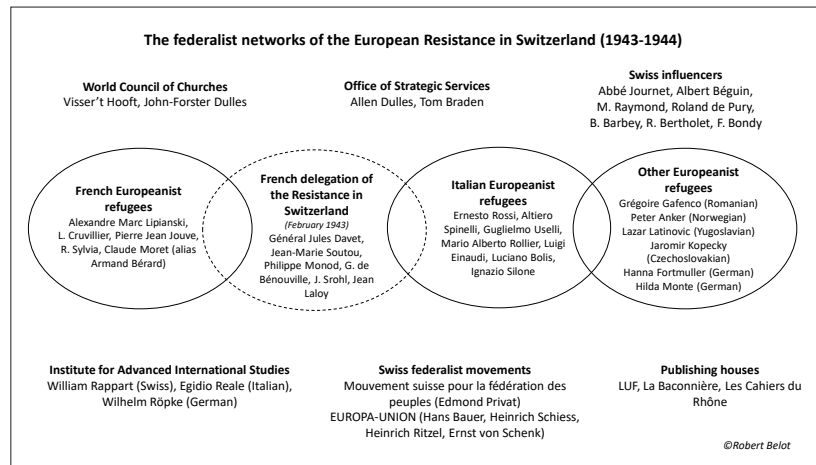 The federalist networks of the European Resistance in Switzerland (1943-1944)
World Council of Churches
Visser't Hooft, John-Forster Dulles
Office of Strategic Services
Allen Dulles, Tom Braden
Swiss influencers
Abbé Journet, Albert Béguin,
M. Raymond, Roland de Pury,
B. Barbey, R. Bertholet, F. Bondy
French Europeanist
refugees
Alexandre Marc Lipianski,
L. Cruvillier, Pierre Jean Jouve,
R. Sylvia, Claude Moret (alias
Armand Bérard)
French delegation of
the Resistance in
Switzerland
(February 1943)
Général Jules Davet,
Jean-Marie Soutou,
Philippe Monod, G. de
Bénouville, J. Srohl, Jean
Laloy
Italian Europeanist
refugees
Ernesto Rossi, Altiero
Spinelli, Guglielmo Uselli,
Mario Alberto Rollier, Luigi
Einaudi, Luciano Bolis,
Ignazio Silone
Other Europeanist
refugees
Grégoire Gafenco (Romanian)
Peter Anker (Norwegian)
Lazar Latinovic (Yugoslavian)
Jaromir Kopecky
(Czechoslovakian)
Hanna Fortmuller (German)
Hilda Monte (German)
Institute for Advanced International Studies
William Rappart (Swiss), Egidio Reale (Italian),
Wilhelm Röpke (German)
Swiss federalist movements
Mouvement suisse pour la fédération des
peuples (Edmond Privat)
EUROPA-UNION (Hans Bauer, Heinrich Schiess,
Heinrich Ritzel, Ernst von Schenk)
Publishing houses
LUF, La Baconnière, Les Cahiers du
Rhône
©Robert Belot